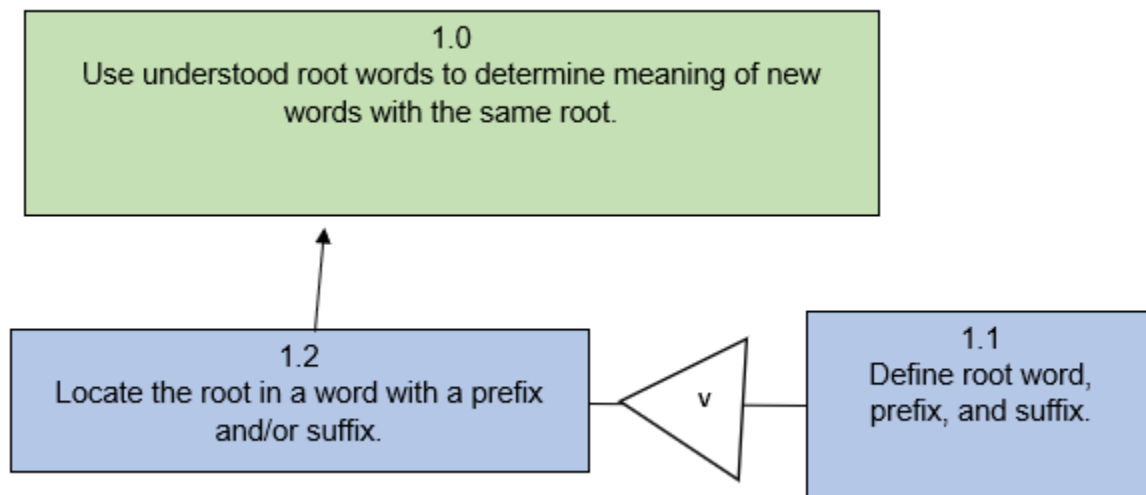 1.0
Use understood root words to determine meaning of new
words with the same root.
1.2
Locate the root in a word with a prefix
and/or suffix.
v
1.1
Define root word,
prefix, and suffix.